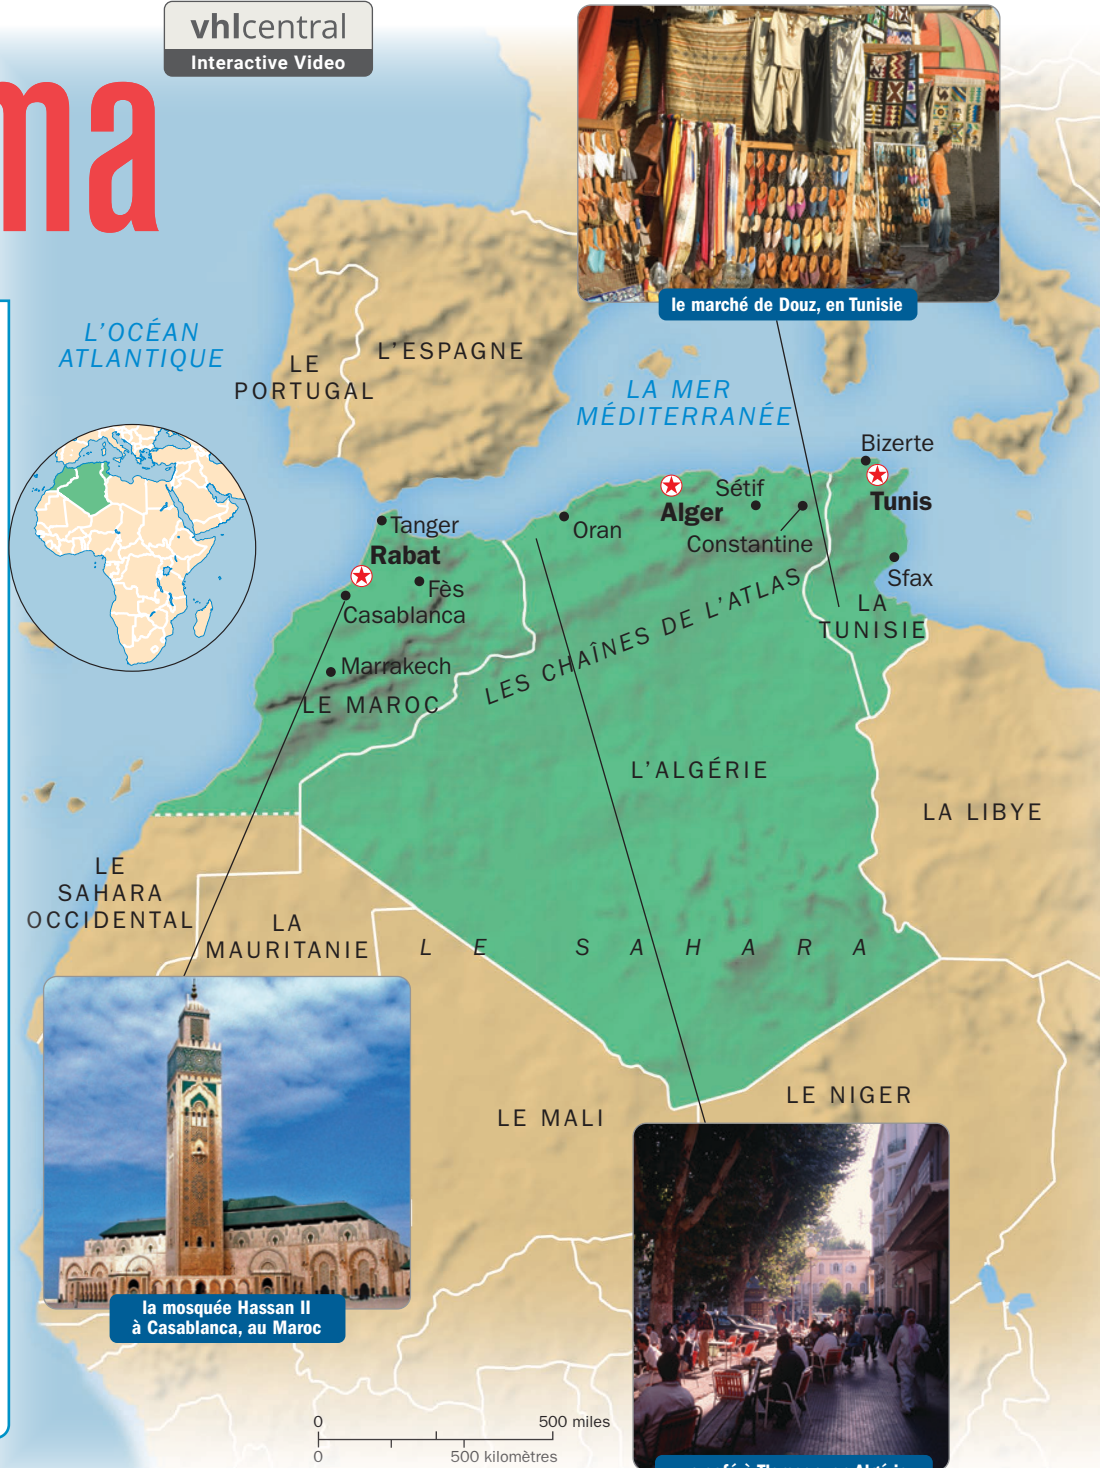 vhlcentral
Interactive Video
ma
le marché de Douz, en Tunisie
L'OCÉAN
ATLANTIQUE
LE
PORTUGAL
L'ESPAGNE
LA MER
MÉDITERRANÉE
Bizerte
Tunis
Sétif
Alger
Constantine
Oran
Tanger
Rabat
Fès
Casablanca
Sfax
LA
TUNISIE
LES CHAÎNES DE L'ATLAS
Marrakech
LE MAROC
L'ALGÉRIE
LA LIBYE
LE
SAHARA
OCCIDENTAL
LA
MAURITANIE
LE SAHARA
LE MALI
LE NIGER
la mosquée Hassan II
à Casablanca, au Maroc
0 500 miles
0 500 kilomètres